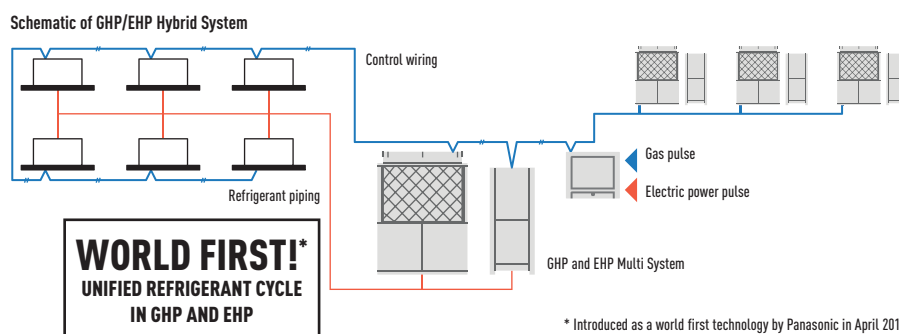 Schematic of GHP/EHP Hybrid System
Control wiring
Gas pulse
Electric power pulse
Refrigerant piping
GHP and EHP Multi System
WORLD FIRST!*
UNIFIED REFRIGERANT CYCLE
IN GHP AND EHP
* Introduced as a world first technology by Panasonic in April 201